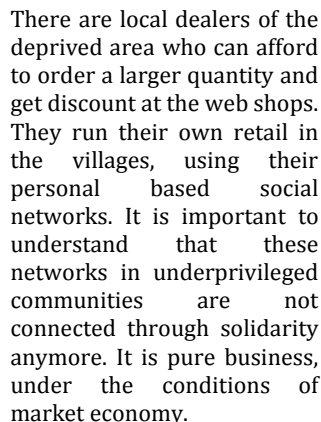 There are local dealers of the
deprived area who can afford
to order a larger quantity and
get discount at the web shops.
They run their own retail in
the villages, using their
personal based social
networks. It is important to
understand that these
networks in underprivileged
communities are not
connected through solidarity
anymore. It is pure business,
under the conditions of
market economy.